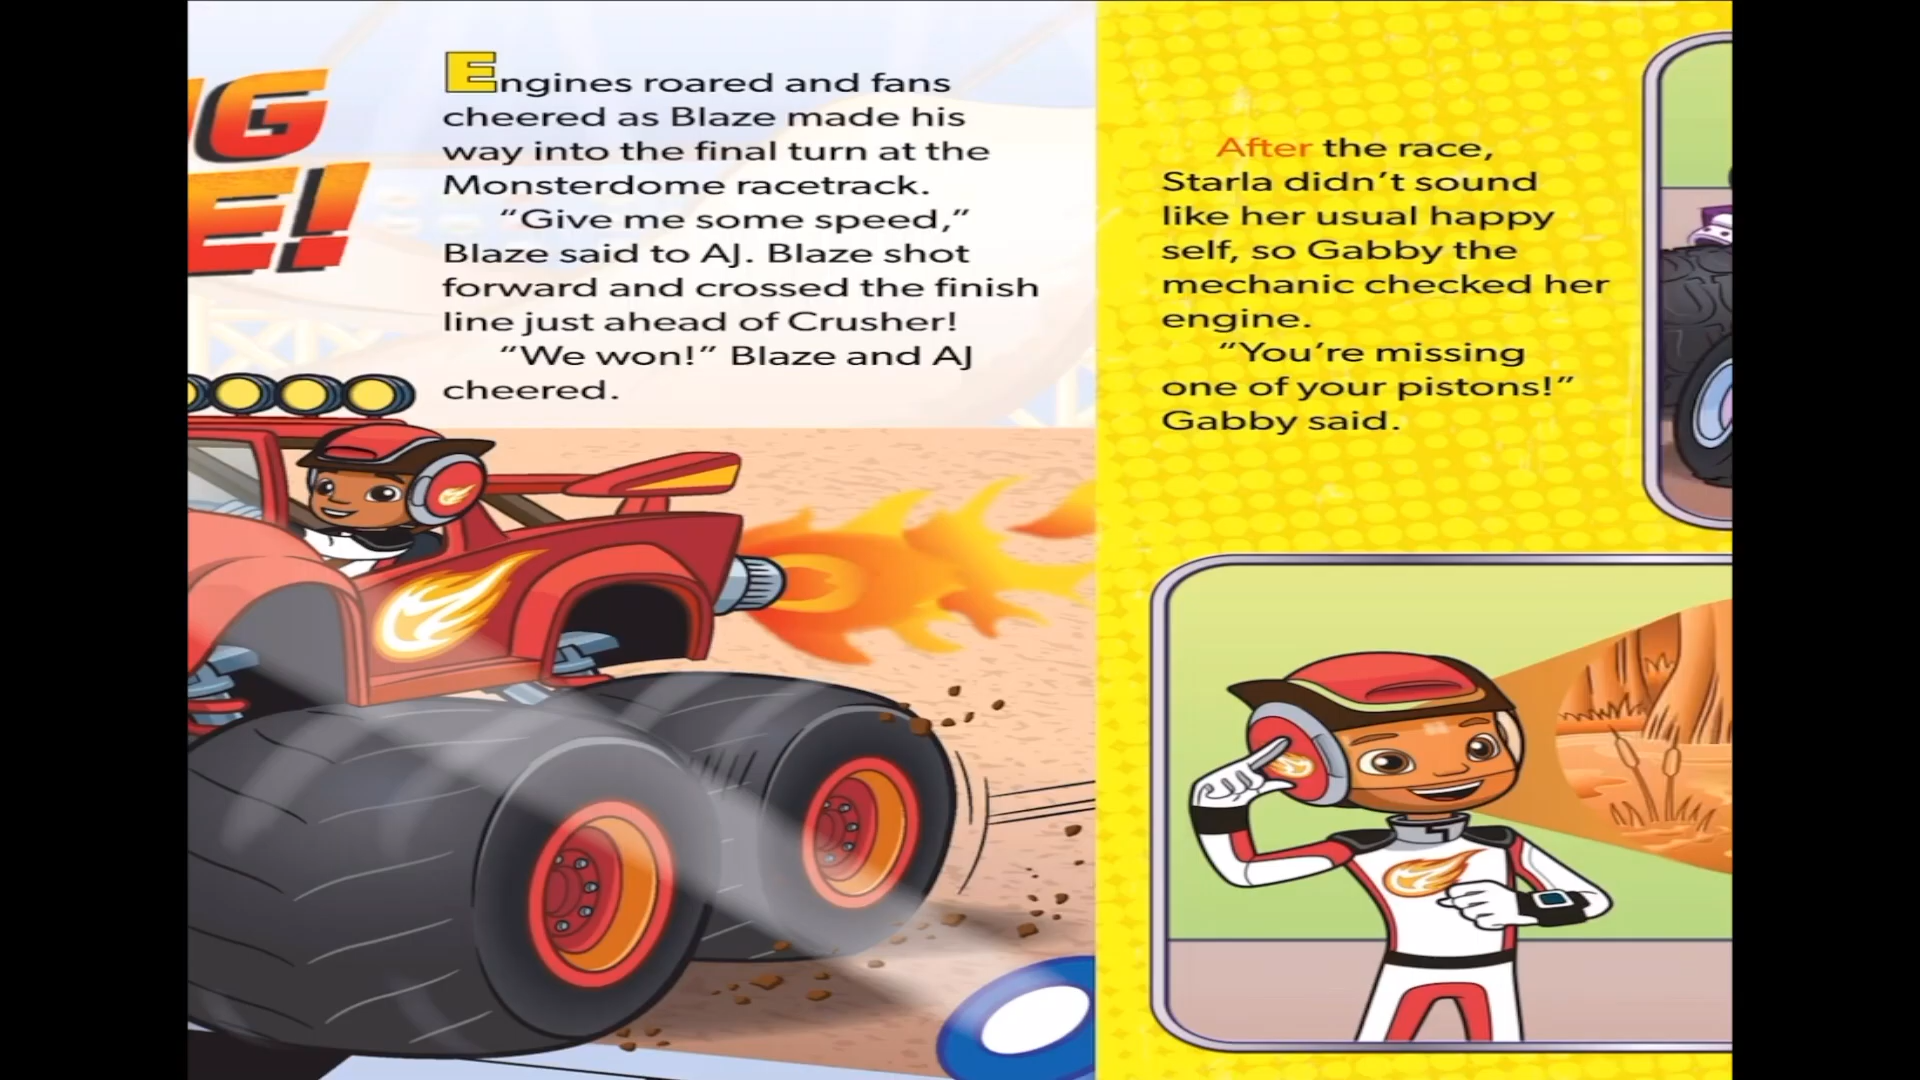 G
E!
Engines roared and fans
cheered as Blaze made his
way into the final turn at the
Monsterdome racetrack.
“Give me some speed,”
Blaze said to AJ. Blaze shot
forward and crossed the finish
line just ahead of Crusher!
“We won!” Blaze and AJ
cheered.
After the race,
Starla didn’t sound
like her usual happy
self, so Gabby the
mechanic checked her
engine.
“You’re missing
one of your pistons!”
Gabby said.